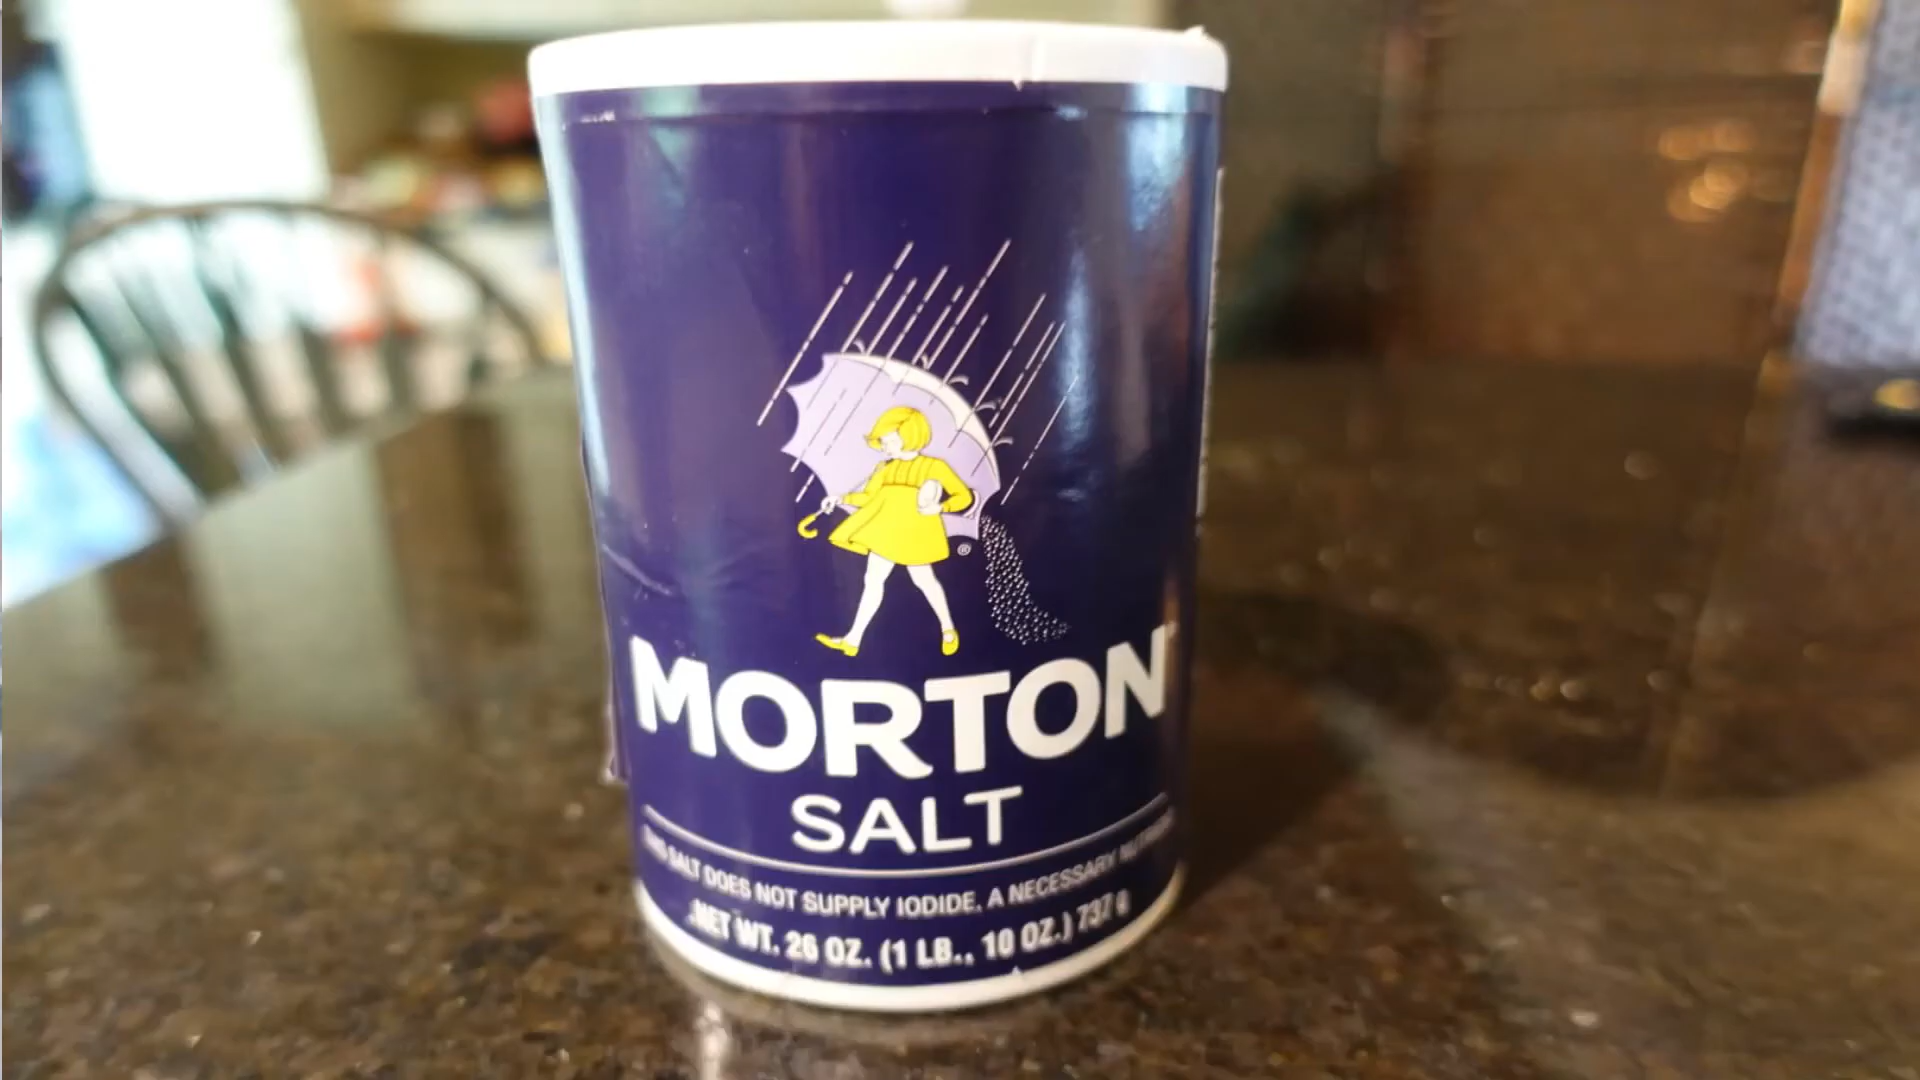 MORTON
SALT
SALT DOES NOT SUPPLY IODIDE, A NECESSARY
NET WT. 26 OZ. (1 LB., 10 OZ.) 737 g
®